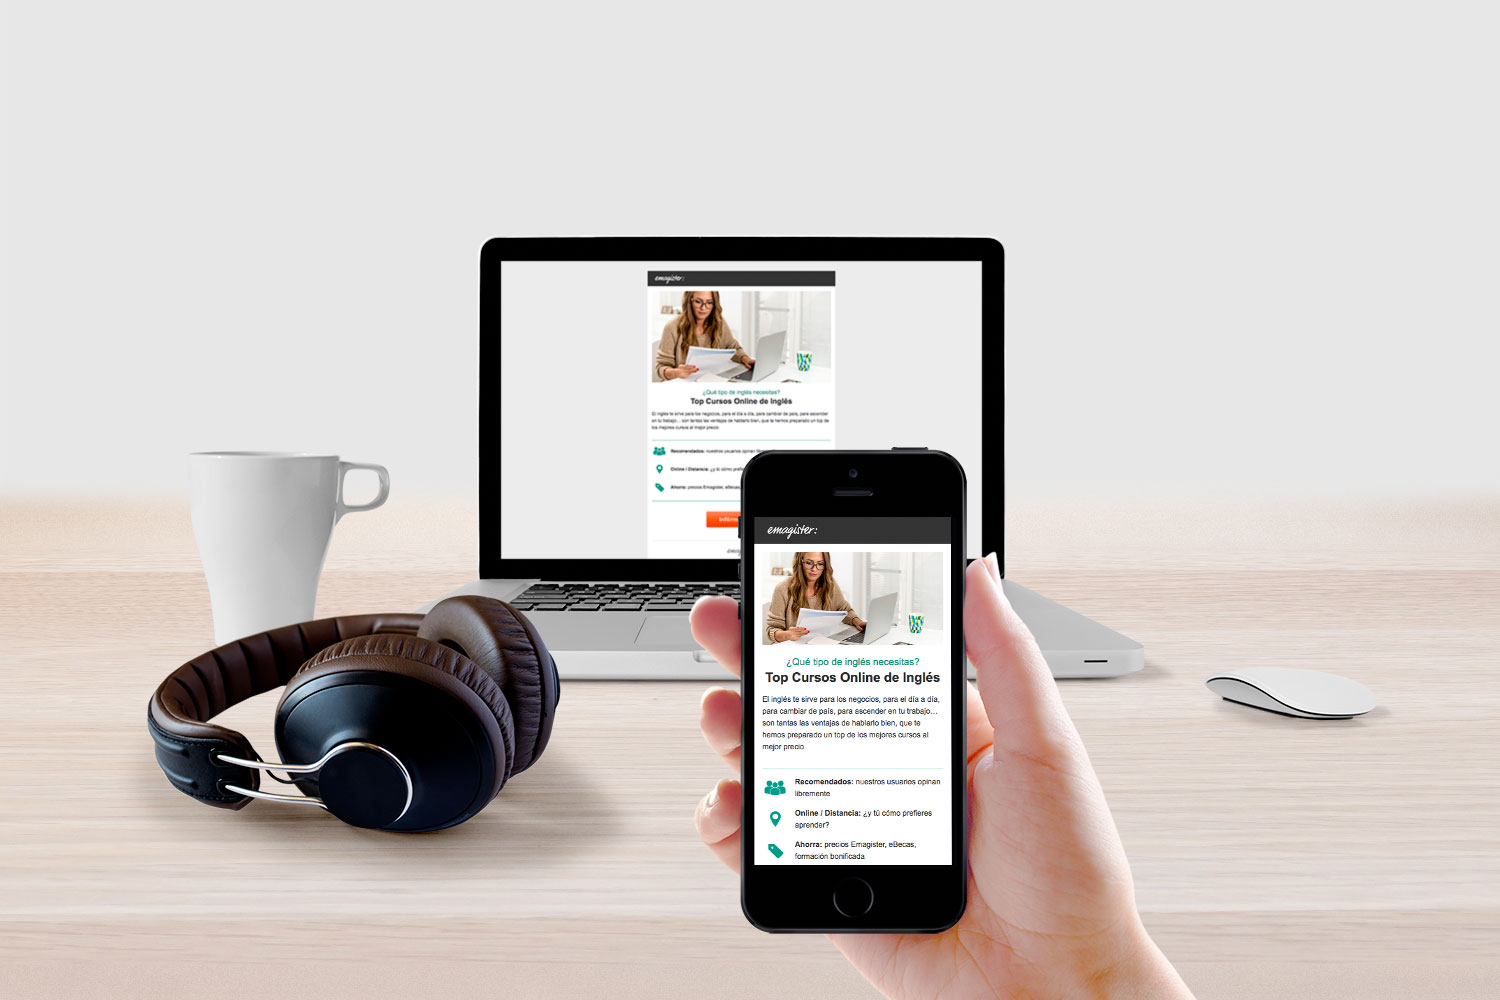 emagister:
¿Qué tipo de inglés necesitas?
Top Cursos Online de Inglés
El inglés te sirve para los negocios, para el día a día, para cambiar de país, para ascender
en tu trabajo... son tantas las ventajas de hablarlo bien, que te hemos preparado un top de
los mejores cursos al mejor precio
Recomendados: nuestros usuarios opinan
Online / Distancia: ¿y tú cómo
Ahorra: precios Emagister, eBecas,
emagister:
¿Qué tipo de inglés necesitas?
Top Cursos Online de Inglés
El inglés te sirve para los negocios, para el día a día,
para cambiar de país, para ascender en tu trabajo...
son tantas las ventajas de hablarlo bien, que te
hemos preparado un top de los mejores cursos al
mejor precio
Recomendados: nuestros usuarios opinan
libremente
Online / Distancia: ¿y tú cómo prefieres
aprender?
Ahorra: precios Emagister, eBecas,
formación bonificada